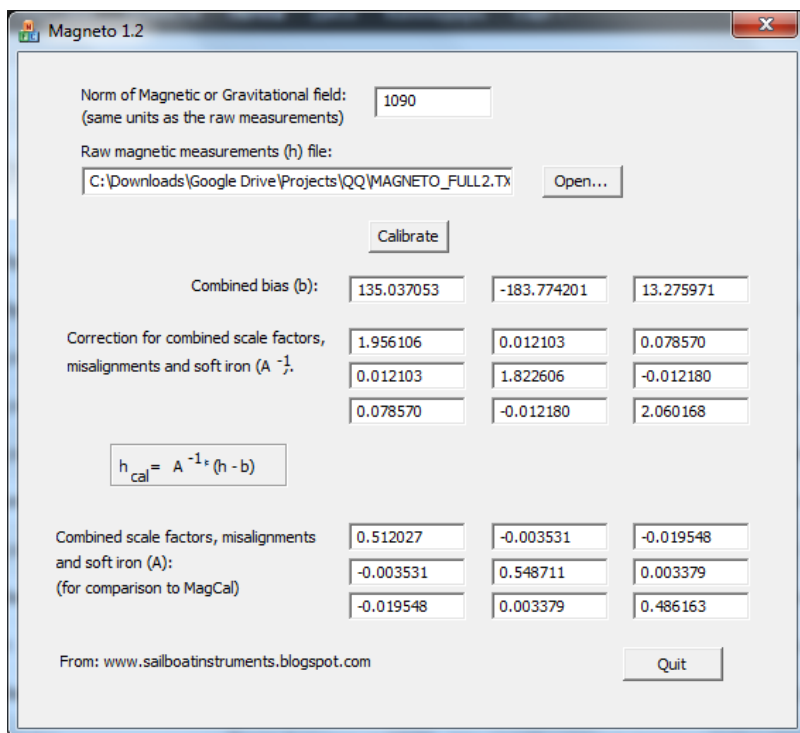 Magneto 1.2
Norm of Magnetic or Gravitational field:
(same units as the raw measurements)
1090
Raw magnetic measurements (h) file:
C:\Downloads\Google Drive\Projects\QQ\MAGNETO_FULL2.TX
Open...
Calibrate
Combined bias (b): 135.037053 -183.774201 13.275971
Correction for combined scale factors,
misalignments and soft iron (A -1):
1.956106 0.012103 0.078570
0.012103 1.822606 -0.012180
0.078570 -0.012180 2.060168
h cal = A -1 * (h - b)
Combined scale factors, misalignments
and soft iron (A):
(for comparison to MagCal)
0.512027 -0.003531 -0.019548
-0.003531 0.548711 0.003379
-0.019548 0.003379 0.486163
From: www.sailboatinstruments.blogspot.com
Quit